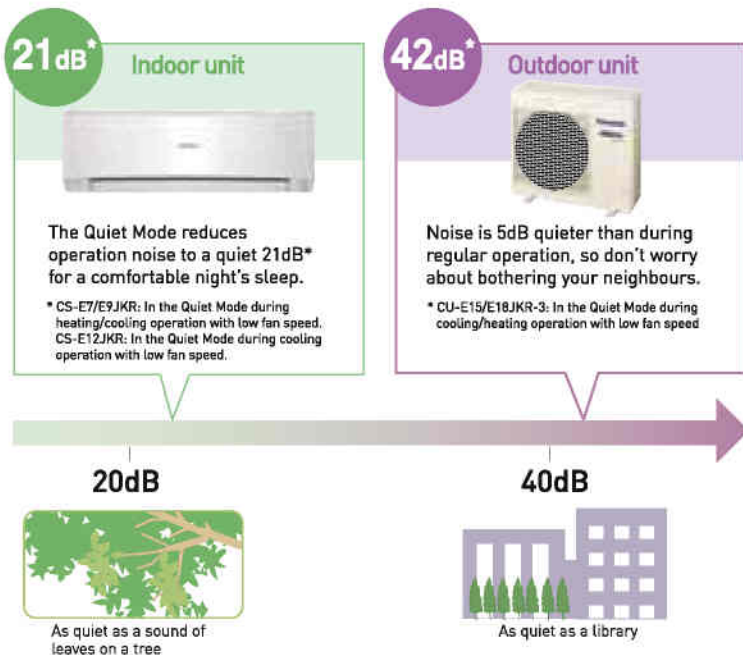 21dB*
Indoor unit
The Quiet Mode reduces
operation noise to a quiet 21dB*
for a comfortable night's sleep.
* CS-E7/E9JKR: In the Quiet Mode during
heating/cooling operation with low fan speed.
CS-E12JKR: In the Quiet Mode during cooling
operation with low fan speed.
42dB*
Outdoor unit
Noise is 5dB quieter than during
regular operation, so don't worry
about bothering your neighbours.
* CU-E15/E18JKR-3: In the Quiet Mode during
cooling/heating operation with low fan speed
20dB
40dB
As quiet as a sound of
leaves on a tree
As quiet as a library